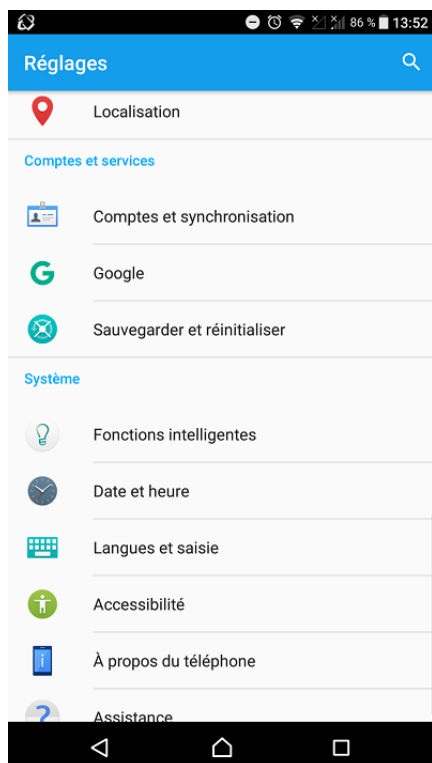 86 % 13:52
Réglages
Localisation
Comptes et services
Comptes et synchronisation
Google
Sauvegarder et réinitialiser
Système
Fonctions intelligentes
Date et heure
Langues et saisie
Accessibilité
À propos du téléphone
Assistance